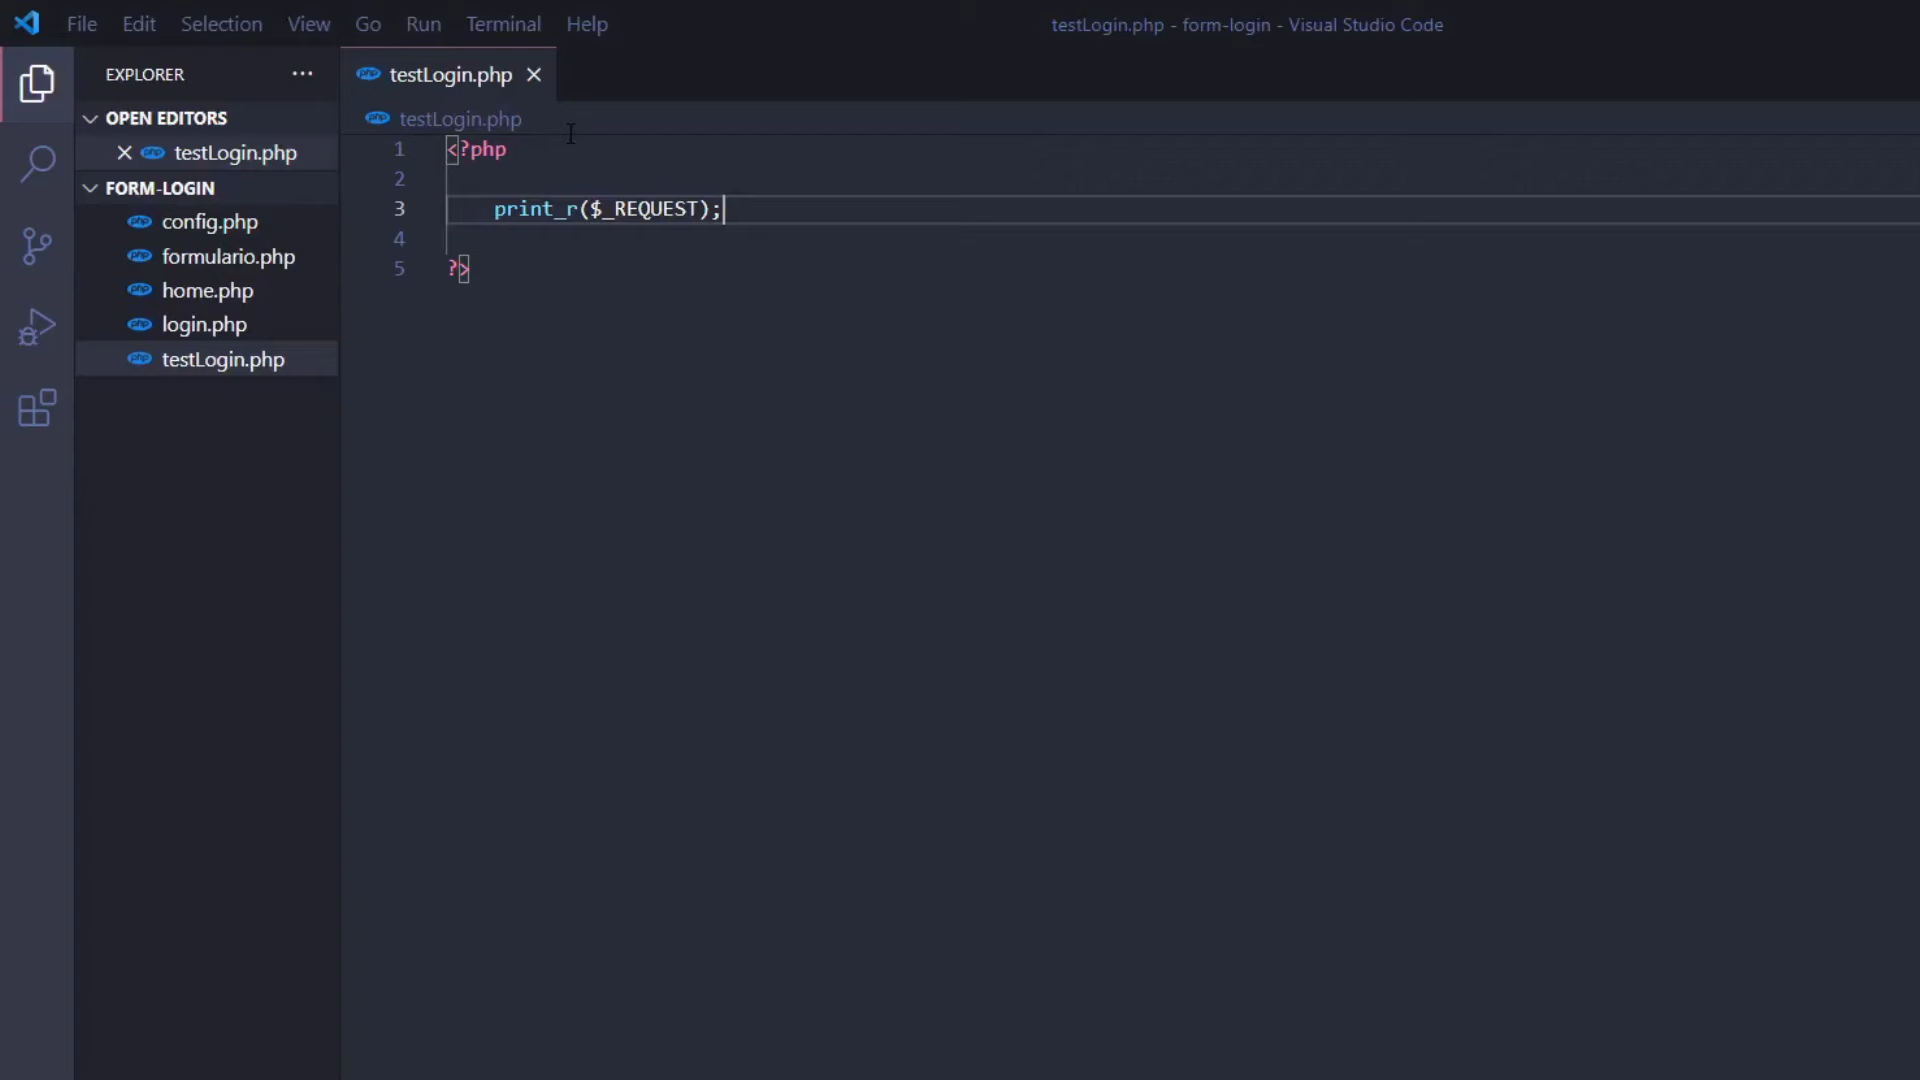 File Edit Selection View Go Run Terminal Help
testLogin.php - form-login - Visual Studio Code
EXPLORER
OPEN EDITORS
testLogin.php
FORM-LOGIN
config.php
formulario.php
home.php
login.php
testLogin.php
testLogin.php
testLogin.php
1 <?php
2
3 print_r($_REQUEST);
4
5 ?>